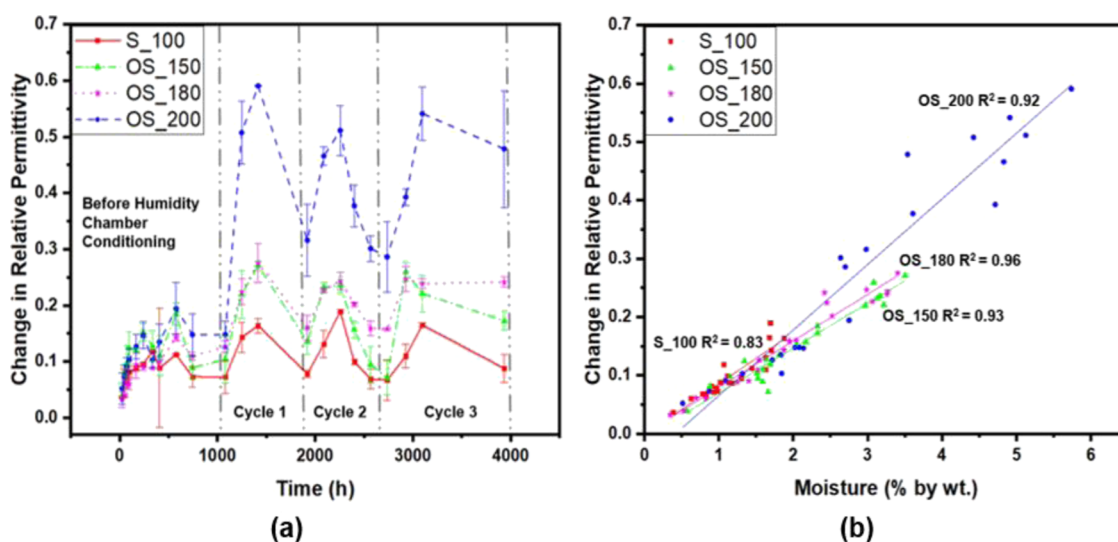 0.7
0.6
0.5
0.4
0.3
0.2
0.1
0.0
Change in Relative Permittivity
S_100
OS_150
OS_180
OS_200
Before Humidity
Chamber
Conditioning
Cycle 1
Cycle 2
Cycle 3
0
1000
2000
3000
4000
Time (h)
(a)
0.7
0.6
0.5
0.4
0.3
0.2
0.1
0.0
Change in Relative Permittivity
S_100
OS_150
OS_180
OS_200
OS_200 R² = 0.92
OS_180 R² = 0.96
OS_150 R² = 0.93
S_100 R² = 0.83
0
1
2
3
4
5
6
Moisture (% by wt.)
(b)